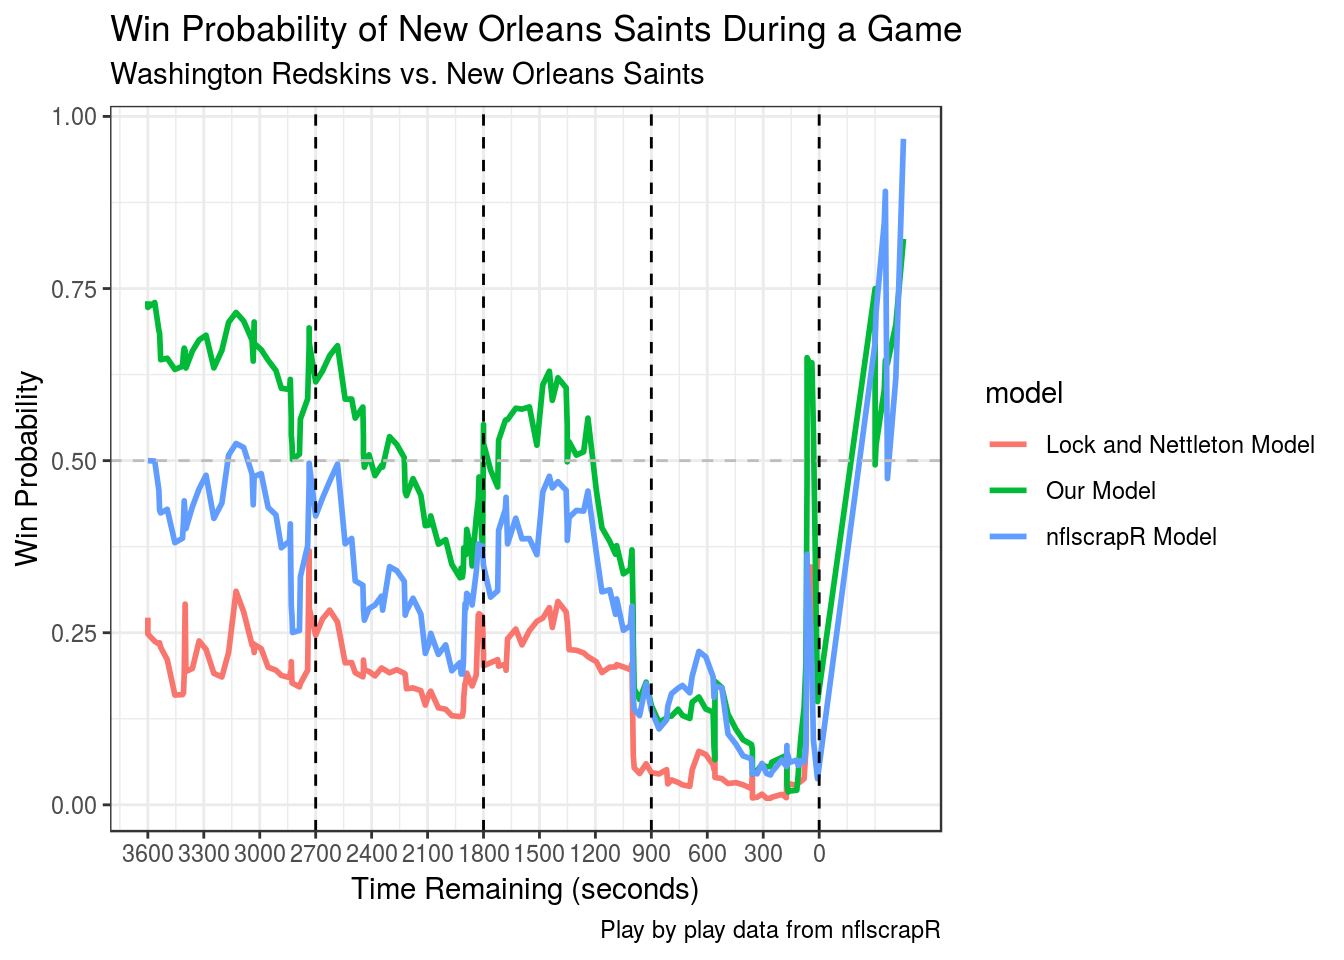 Win Probability of New Orleans Saints During a Game
Washington Redskins vs. New Orleans Saints
1.00
0.75
0.50
0.25
0.00
Win Probability
3600 3300 3000 2700 2400 2100 1800 1500 1200 900 600 300 0
Time Remaining (seconds)
Play by play data from nflscrapR
model
Lock and Nettleton Model
Our Model
nflscrapR Model